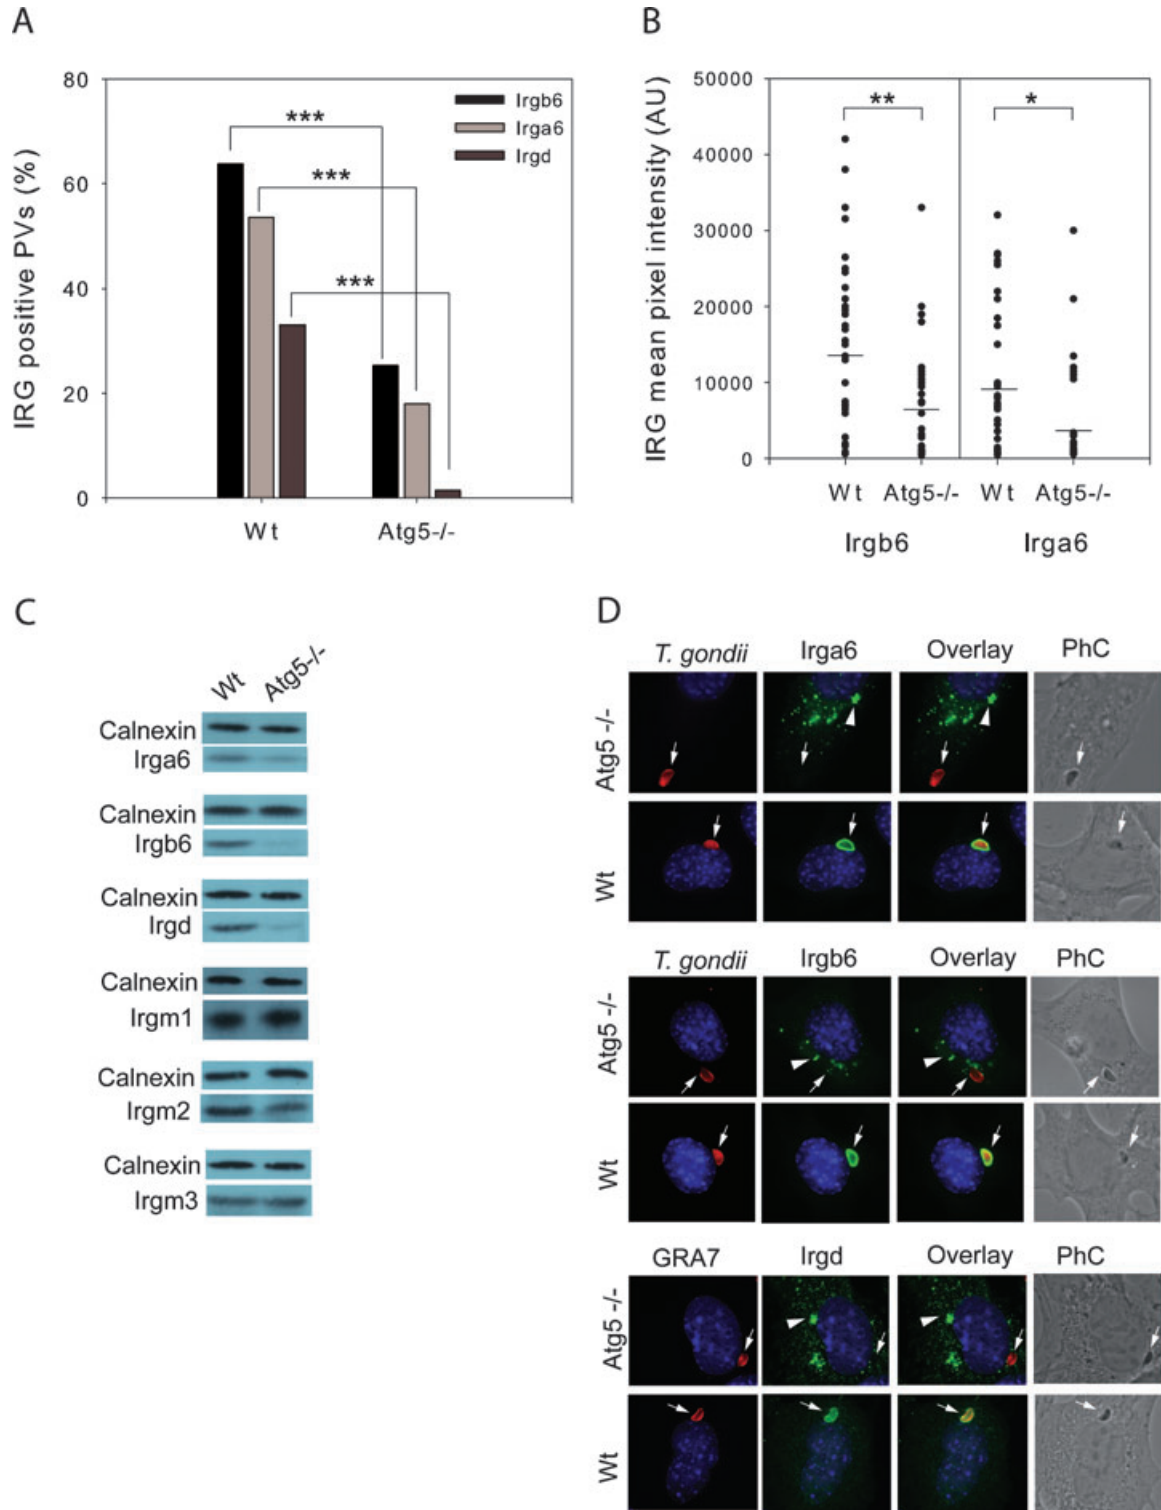 A
IRG positive PVs (%)
80
60
40
20
0
Irgb6
Irga6
Irgd
***
***
***
Wt
Atg5-/-
B
IRG mean pixel intensity (AU)
50000
40000
30000
20000
10000
0
**
*
Wt Atg5-/- Wt Atg5-/-
Irgb6 Irga6
C
Wt Atg5-/-
Calnexin
Irga6
Calnexin
Irgb6
Calnexin
Irgd
Calnexin
Irgm1
Calnexin
Irgm2
Calnexin
Irgm3
D
T. gondii Irga6 Overlay PhC
Atg5 -/-
Wt
T. gondii Irgb6 Overlay PhC
Atg5 -/-
Wt
GRA7 Irgd Overlay PhC
Atg5 -/-
Wt